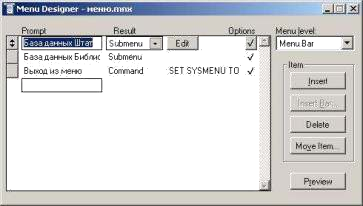 Menu Designer - меню.mnx
Prompt Result Options Menu level:
База данных Штат Submenu Edit Menu Bar
База данных Библис Submenu
Выход из меню Command :SET SYSMENU TO
Item
Insert
Insert Bar...
Delete
Move Item...
Preview